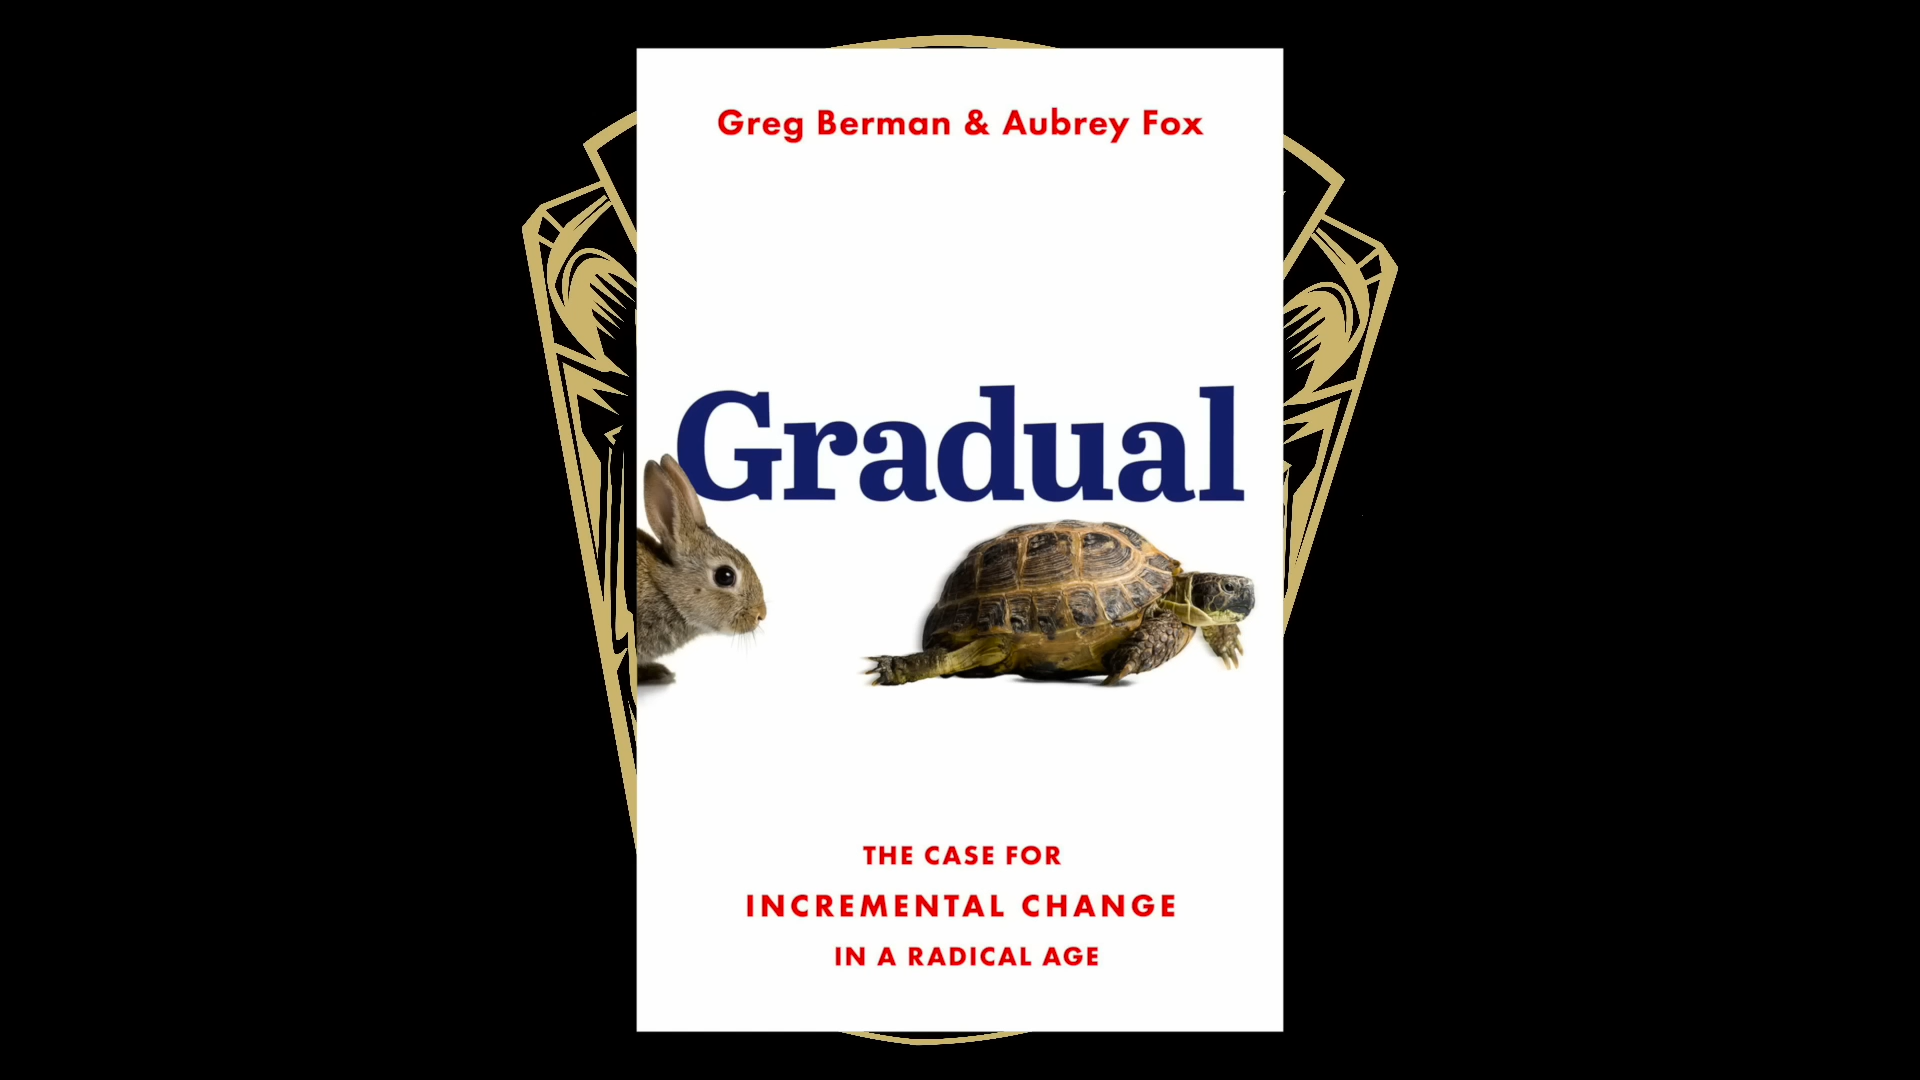 Greg Berman & Aubrey Fox
Gradual
THE CASE FOR
INCREMENTAL CHANGE
IN A RADICAL AGE